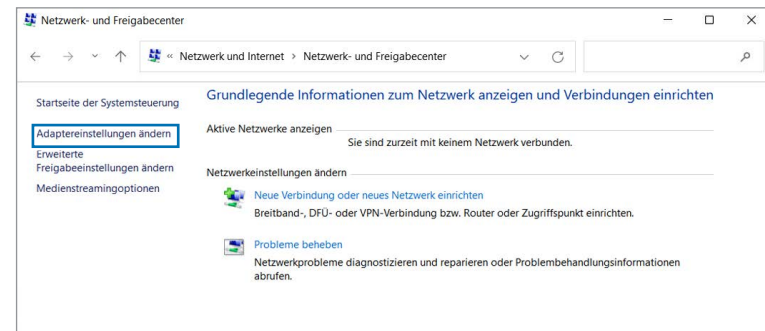 Netzwerk- und Freigabecenter
« Netzwerk und Internet > Netzwerk- und Freigabecenter
Startseite der Systemsteuerung
Adaptereinstellungen ändern
Erweiterte
Freigabeeinstellungen ändern
Medienstreamingoptionen
Grundlegende Informationen zum Netzwerk anzeigen und Verbindungen einrichten
Aktive Netzwerke anzeigen
Sie sind zurzeit mit keinem Netzwerk verbunden.
Netzwerkeinstellungen ändern
Neue Verbindung oder neues Netzwerk einrichten
Breitband-, DFÜ- oder VPN-Verbindung bzw. Router oder Zugriffspunkt einrichten.
Probleme beheben
Netzwerkprobleme diagnostizieren und reparieren oder Problembehandlungsinformationen
abrufen.